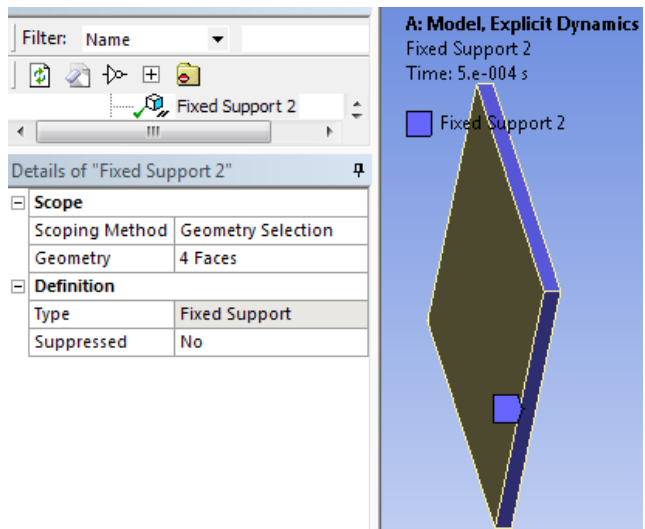 Filter: Name
Fixed Support 2
Details of "Fixed Support 2"
Scope
Scoping Method Geometry Selection
Geometry 4 Faces
Definition
Type Fixed Support
Suppressed No
A: Model, Explicit Dynamics
Fixed Support 2
Time: 5.e-004 s
Fixed Support 2